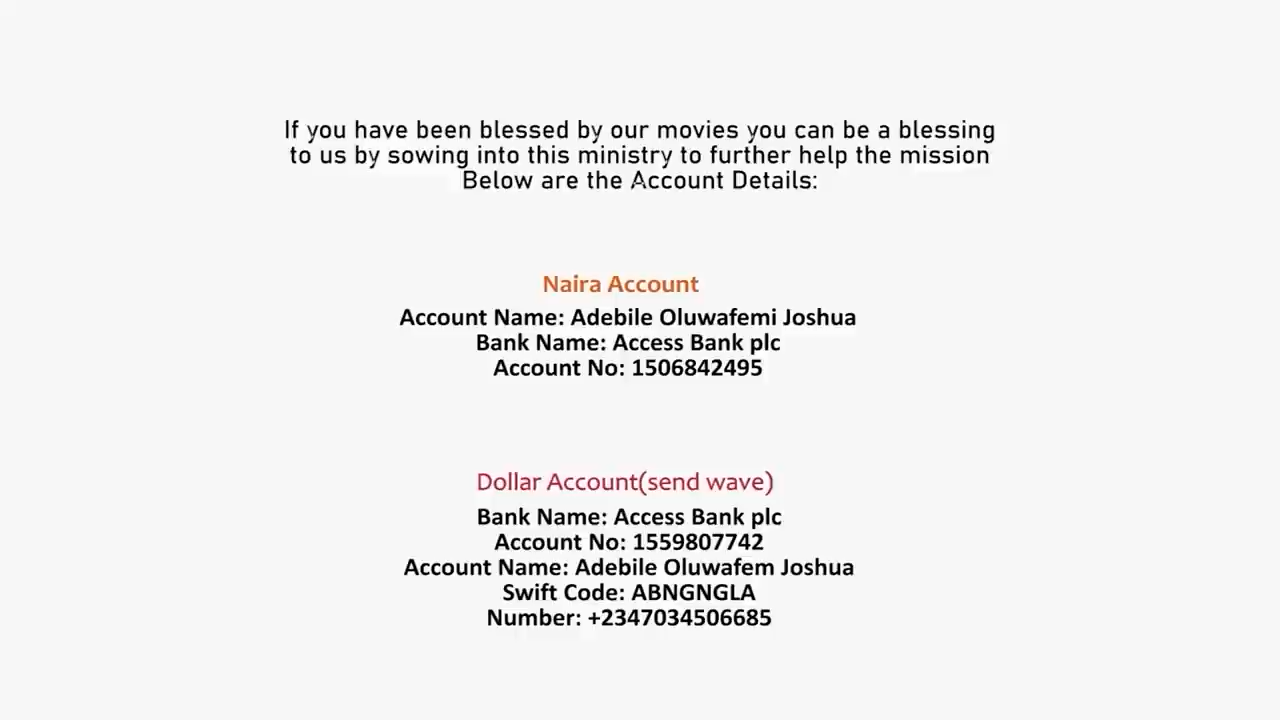 If you have been blessed by our movies you can be a blessing
to us by sowing into this ministry to further help the mission
Below are the Account Details:
Naira Account
Account Name: Adebile Oluwafemi Joshua
Bank Name: Access Bank plc
Account No: 1506842495
Dollar Account(send wave)
Bank Name: Access Bank plc
Account No: 1559807742
Account Name: Adebile Oluwafem Joshua
Swift Code: ABNGNGLA
Number: +2347034506685